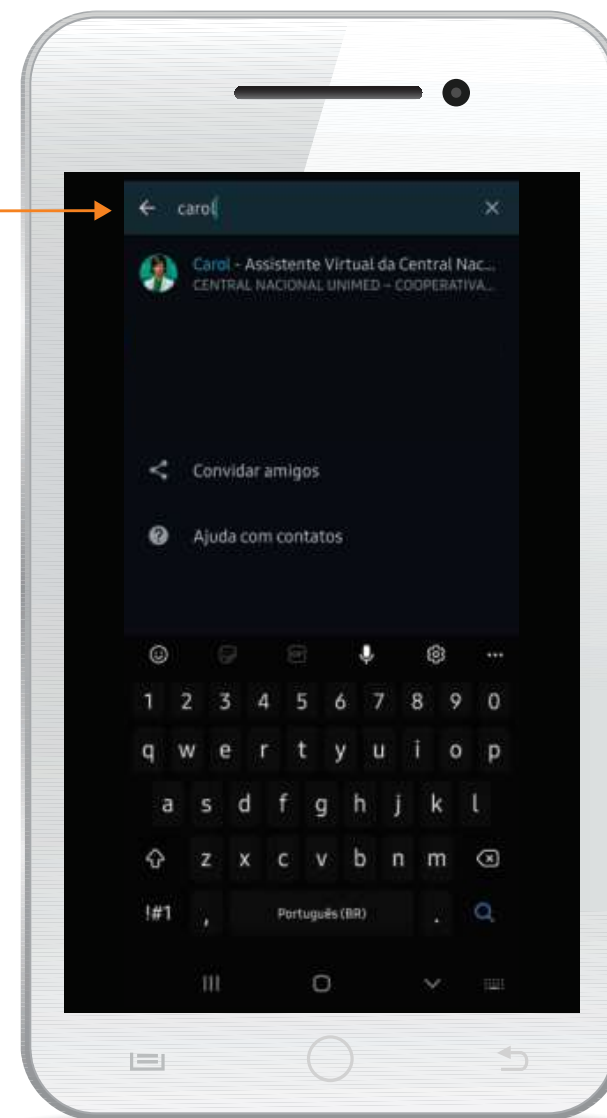 carol
Carol - Assistente Virtual da Central Nac...
CENTRAL NACIONAL UNIMED – COOPERATIVA...
Convidar amigos
Ajuda com contatos
GIF
1 2 3 4 5 6 7 8 9 0
q w e r t y u i o p
a s d f g h j k l
z x c v b n m
!#1 , Português (BR) .